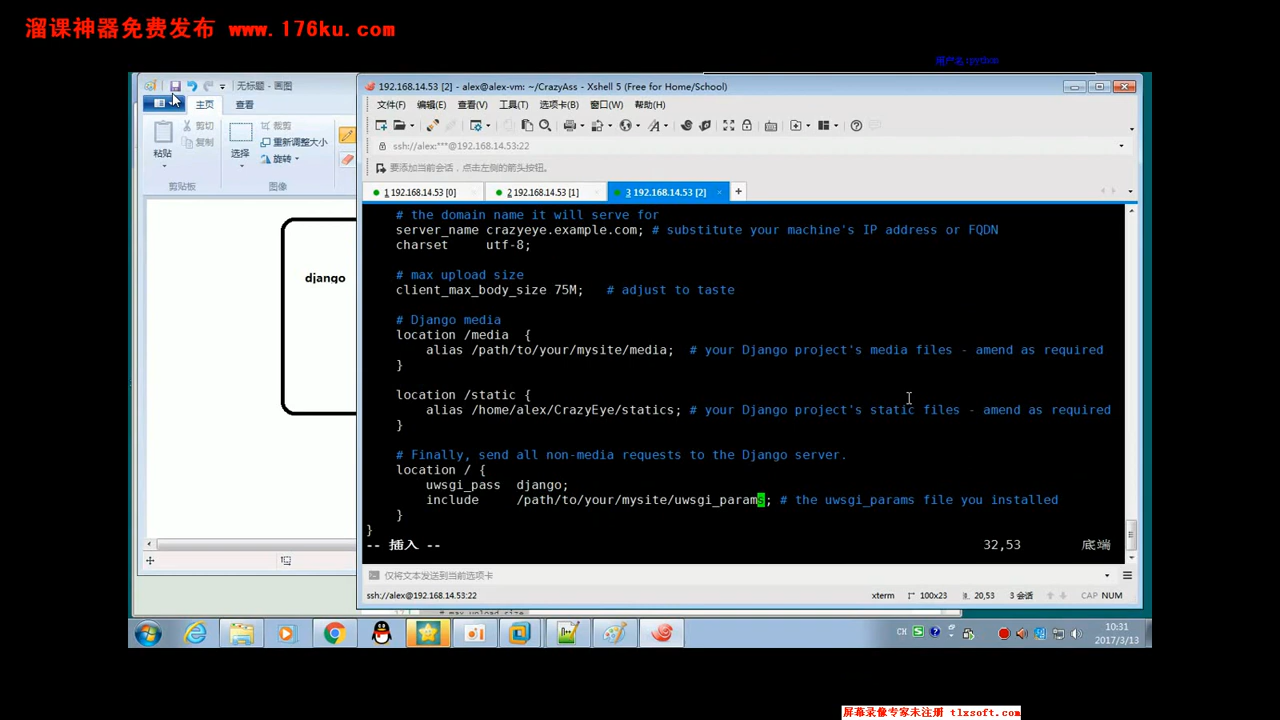 溜课神器免费发布 www.176ku.com
用户名:python
无标题 - 画图
主页
查看
粘贴
剪切
复制
剪贴板
选择
裁剪
重新调整大小
旋转
图像
django
192.168.14.53 [2] - alex@alex-vm: ~/CrazyAss - Xshell 5 (Free for Home/School)
文件(F) 编辑(E) 查看(V) 工具(T) 选项卡(B) 窗口(W) 帮助(H)
ssh://alex:***@192.168.14.53:22
要添加当前会话，点击左侧的箭头按钮。
1 192.168.14.53 [0] 2 192.168.14.53 [1] 3 192.168.14.53 [2]
# the domain name it will serve for
server_name crazyeye.example.com; # substitute your machine's IP address or FQDN
charset utf-8;
# max upload size
client_max_body_size 75M; # adjust to taste
# Django media
location /media {
alias /path/to/your/mysite/media; # your Django project's media files - amend as required
}
location /static {
alias /home/alex/CrazyEye/statics; # your Django project's static files - amend as required
}
# Finally, send all non-media requests to the Django server.
location / {
uwsgi_pass django;
include /path/to/your/mysite/uwsgi_params; # the uwsgi_params file you installed
}
}
-- 插入 -- 32,53 底端
仅将文本发送到当前选项卡
ssh://alex@192.168.14.53:22 xterm 100x23 20,53 3 会话 CAP NUM
# max upload size
CH
10:31
2017/3/13
屏幕录像专家未注册 tlxsoft.com